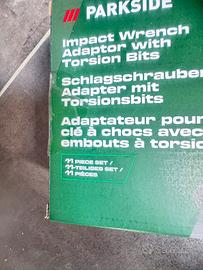 PARKSIDE
Impact Wrench
Adaptor with
Torsion Bits
Schlagschrauber
Adapter mit
Torsionsbits
Adaptateur pour
clé à chocs avec
embouts à torsio
11 PIECE SET /
11-TEILIGES SET /
11 PIÈCES